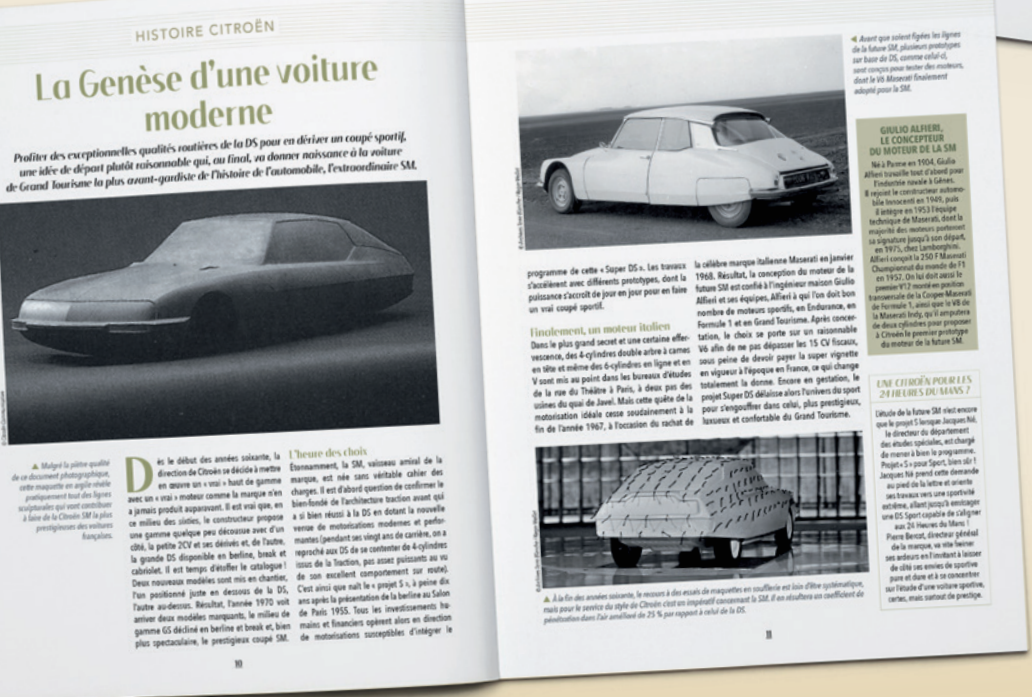 HISTOIRE CITROËN
La Genèse d'une voiture
moderne
Profiter des exceptionnelles qualités routières de la DS pour en dériver un coupé sportif,
une idée de départ plutôt raisonnable qui, au final, va donner naissance à la voiture
de Grand Tourisme la plus avant-gardiste de l'histoire de l'automobile, l'extraordinaire SM.
▲ Malgré la piètre qualité
de ce document photographique,
cette maquette en argile révèle
pratiquement tout des lignes
sculpturales qui vont contribuer
à faire de la Citroën SM la plus
prestigieuse des voitures
françaises.
Dès le début des années soixante, la
direction de Citroën se décide à mettre
en œuvre un « vrai » haut de gamme
avec un « vrai » moteur comme la marque n'en
a jamais produit auparavant. Il est vrai que, en
ce milieu des sixties, le constructeur propose
une gamme quelque peu décousue avec d'un
côté, la petite 2CV et ses dérivés et, de l'autre,
la grande DS disponible en berline, break et
cabriolet. Il est temps d'étoffer le catalogue !
Deux nouveaux modèles sont mis en chantier,
l'un positionné juste en dessous de la DS,
l'autre au-dessus. Résultat, l'année 1970 voit
arriver deux modèles marquants, le milieu de
gamme GS décliné en berline et break et, bien
plus spectaculaire, le prestigieux coupé SM.
L'heure des choix
Étonnamment, la SM, vaisseau amiral de la
marque, est née sans véritable cahier des
charges. Il est d'abord question de confirmer le
bien-fondé de l'architecture traction avant qui
a si bien réussi à la DS en dotant la nouvelle
venue de motorisations modernes et perfor-
mantes (pendant ses vingt ans de carrière, on a
reproché aux DS de se contenter de 4-cylindres
issus de la Traction, pas assez puissants au vu
de son excellent comportement sur route).
C'est ainsi que naît le « projet S », à peine dix
ans après la présentation de la berline au Salon
de Paris 1955. Tous les investissements hu-
mains et financiers opèrent alors en direction
de motorisations susceptibles d'intégrer le
10
◄ Avant que soient figées les lignes
de la future SM, plusieurs prototypes
sur base de DS, comme celui-ci,
sont conçus pour tester des moteurs,
dont le V6 Maserati finalement
adopté pour la SM.
programme de cette « Super DS ». Les travaux
s'accélèrent avec différents prototypes, dont la
puissance s'accroît de jour en jour pour en faire
un vrai coupé sportif.
Finalement, un moteur italien
Dans le plus grand secret et une certaine effer-
vescence, des 4-cylindres double arbre à cames
en tête et même des 6-cylindres en ligne et en
V sont mis au point dans les bureaux d'études
de la rue du Théâtre à Paris, à deux pas des
usines du quai de Javel. Mais cette quête de la
motorisation idéale cesse soudainement à la
fin de l'année 1967, à l'occasion du rachat de
la célèbre marque italienne Maserati en janvier
1968. Résultat, la conception du moteur de la
future SM est confié à l'ingénieur maison Giulio
Alfieri et ses équipes, Alfieri à qui l'on doit bon
nombre de moteurs sportifs, en Endurance, en
Formule 1 et en Grand Tourisme. Après concer-
tation, le choix se porte sur un raisonnable
V6 afin de ne pas dépasser les 15 CV fiscaux,
sous peine de devoir payer la super vignette
en vigueur à l'époque en France, ce qui change
totalement la donne. Encore en gestation, le
projet Super DS délaisse alors l'univers du sport
pour s'engouffrer dans celui, plus prestigieux,
luxueux et confortable du Grand Tourisme.
▲ À la fin des années soixante, le recours à des essais de maquettes en soufflerie est loin d'être systématique,
mais pour le service du style de Citroën c'est un impératif concernant la SM. Il en résultera un coefficient de
pénétration dans l'air amélioré de 25 % par rapport à celui de la DS.
11
GIULIO ALFIERI,
LE CONCEPTEUR
DU MOTEUR DE LA SM
Né à Parme en 1904, Giulio
Alfieri travaille tout d'abord pour
l'industrie navale à Gênes.
Il rejoint le constructeur automo-
bile Innocenti en 1949, puis
il intègre en 1953 l'équipe
technique de Maserati, dont la
majorité des moteurs porteront
sa signature jusqu'à son départ,
en 1975, chez Lamborghini.
Alfieri conçoit la 250 F Maserati
Championnat du monde de F1
en 1957. On lui doit aussi le
premier V12 monté en position
transversale de la Cooper-Maserati
de Formule 1, ainsi que le V8 de
la Maserati Indy, qu'il amputera
de deux cylindres pour proposer
à Citroën le premier prototype
du moteur de la future SM.
UNE CITROËN POUR LES
24 HEURES DU MANS ?
L'étude de la future SM n'est encore
que le projet S lorsque Jacques Né,
le directeur du département
des études spéciales, est chargé
de mener à bien le programme.
Projet « S » pour Sport, bien sûr !
Jacques Né prend cette demande
au pied de la lettre et oriente
ses travaux vers une sportivité
extrême, allant jusqu'à envisager
une DS Sport capable de s'aligner
aux 24 Heures du Mans !
Pierre Bercot, directeur général
de la marque, va vite freiner
ses ardeurs en l'invitant à laisser
de côté ses envies de sportive
pure et dure et à se concentrer
sur l'étude d'une voiture sportive,
certes, mais surtout de prestige.